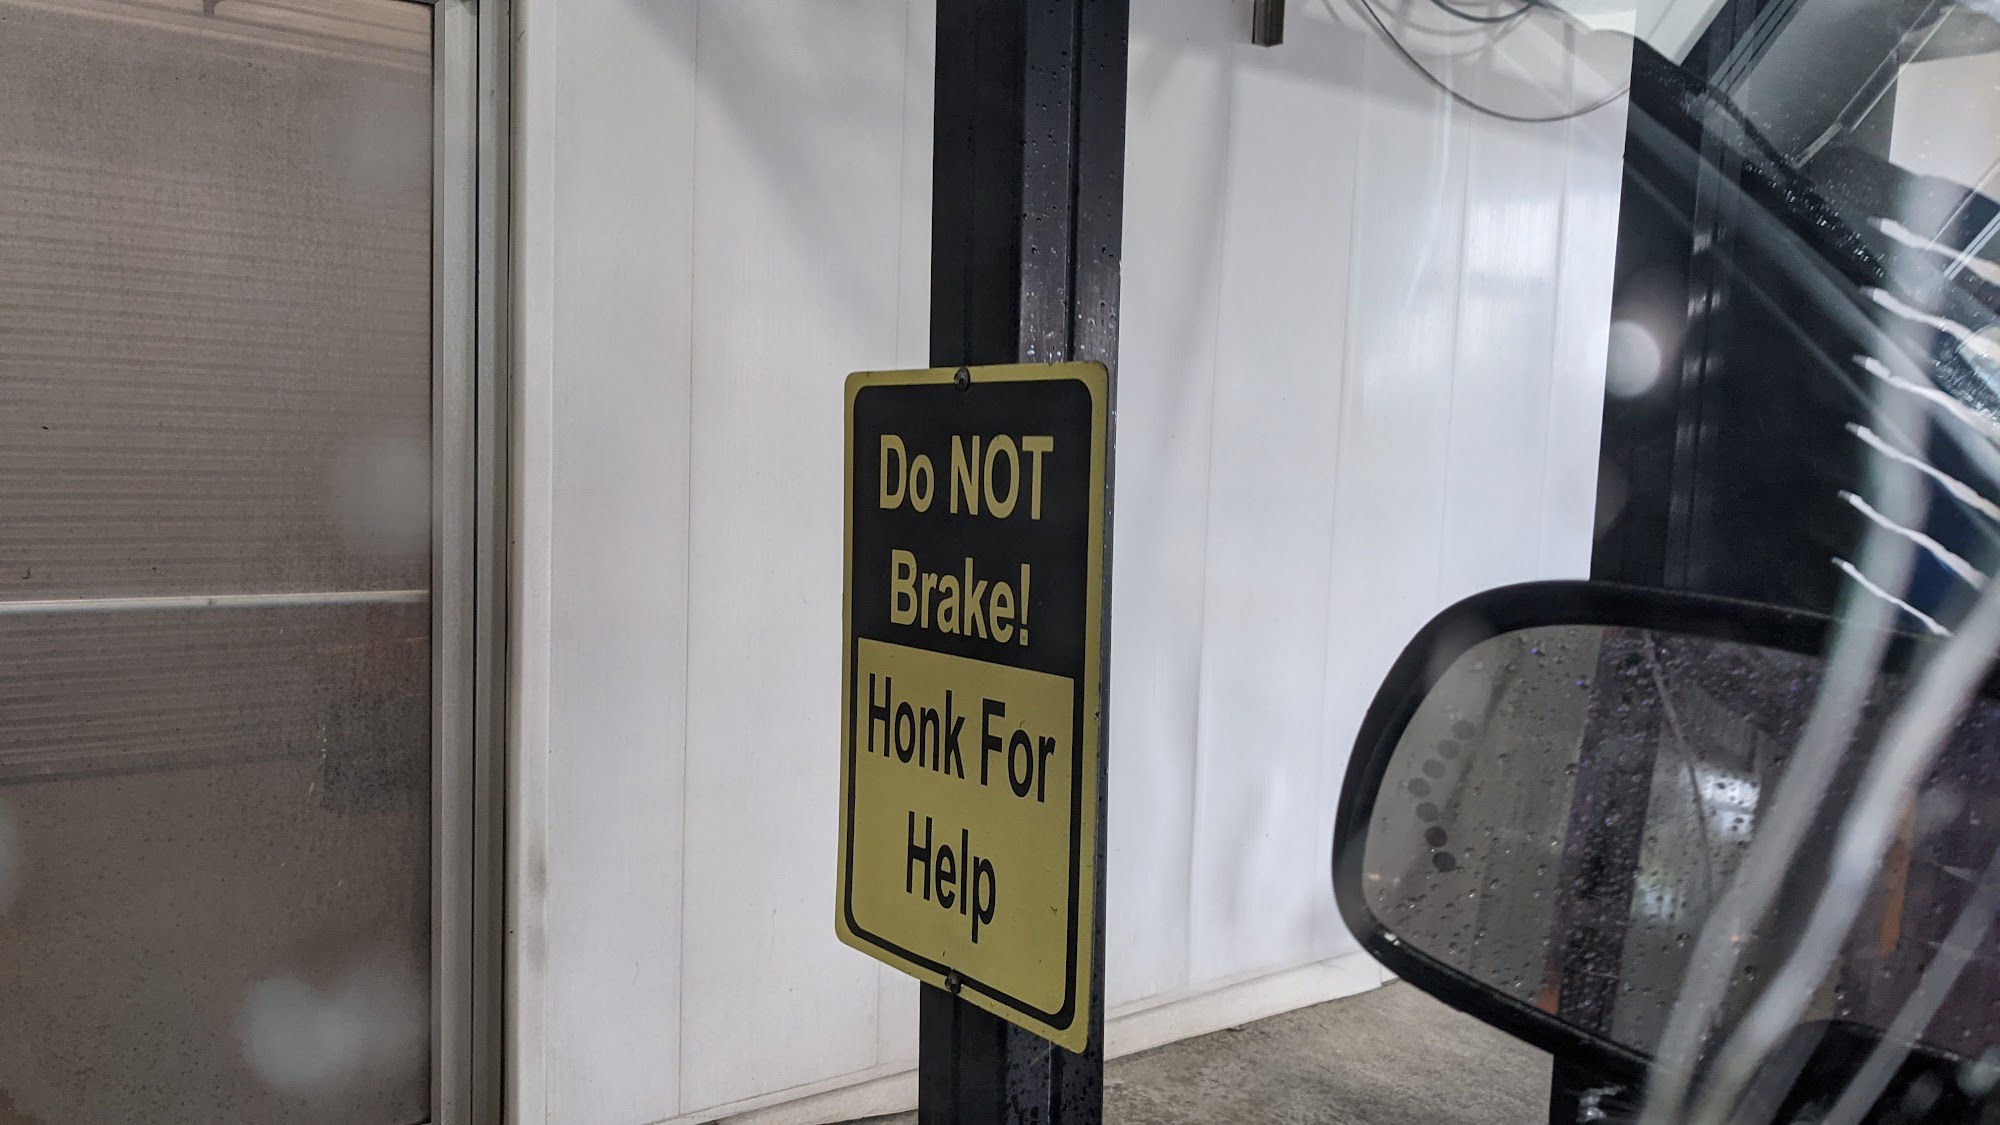 Do NOT
Brake!
Honk For
Help